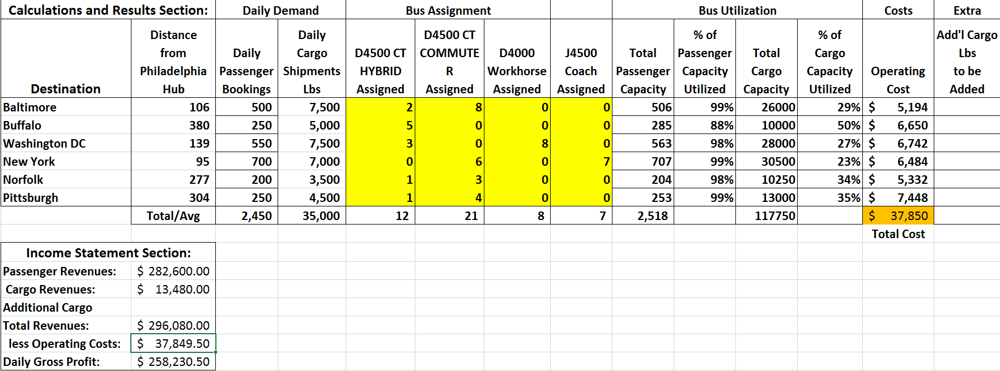 Calculations and Results Section: Daily Demand Bus Assignment Bus Utilization Costs Extra
Distance D4500 CT Daily % of % of Add'l Cargo
from Daily Cargo D4500 CT COMMUTE D4000 J4500 Total Passenger Total Cargo Lbs
Philadelphia Passenger Shipments HYBRID R Workhorse Coach Passenger Capacity Cargo Capacity Operating to be
Destination Hub Bookings Lbs Assigned Assigned Assigned Assigned Capacity Utilized Capacity Utilized Cost Added
Baltimore 106 500 7,500 2 8 0 0 506 99% 26000 29% $ 5,194
Buffalo 380 250 5,000 5 0 0 0 285 88% 10000 50% $ 6,650
Washington DC 139 550 7,500 3 0 8 0 563 98% 28000 27% $ 6,742
New York 95 700 7,000 0 6 0 7 707 99% 30500 23% $ 6,484
Norfolk 277 200 3,500 1 3 0 0 204 98% 10250 34% $ 5,332
Pittsburgh 304 250 4,500 1 4 0 0 253 99% 13000 35% $ 7,448
Total/Avg 2,450 35,000 12 21 8 7 2,518 117750 $ 37,850
Total Cost
Income Statement Section:
Passenger Revenues: $ 282,600.00
Cargo Revenues: $ 13,480.00
Additional Cargo
Total Revenues: $ 296,080.00
less Operating Costs: $ 37,849.50
Daily Gross Profit: $ 258,230.50